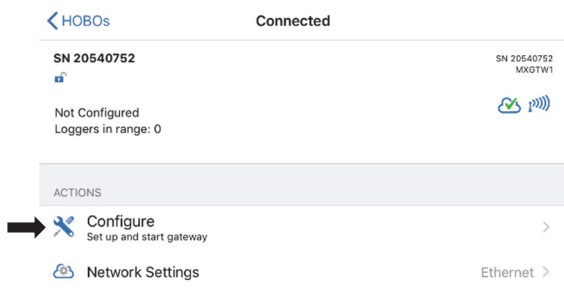 HOBOs
Connected
SN 20540752
SN 20540752
MXGTW1
Not Configured
Loggers in range: 0
ACTIONS
Configure
Set up and start gateway
Network Settings
Ethernet